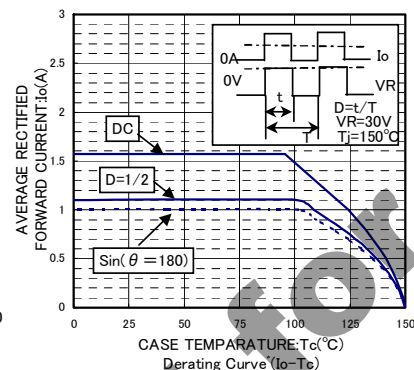 3
2.5
2
1.5
1
0.5
0
AVERAGE RECTIFIED
FORWARD CURRENT:Io(A)
0A
0V
Io
VR
t
T
D=t/T
VR=30V
Tj=150°C
DC
D=1/2
Sin(θ=180)
0 25 50 75 100 125 150
CASE TEMPARATURE:Tc(°C)
Derating Curve(Io-Tc)
for